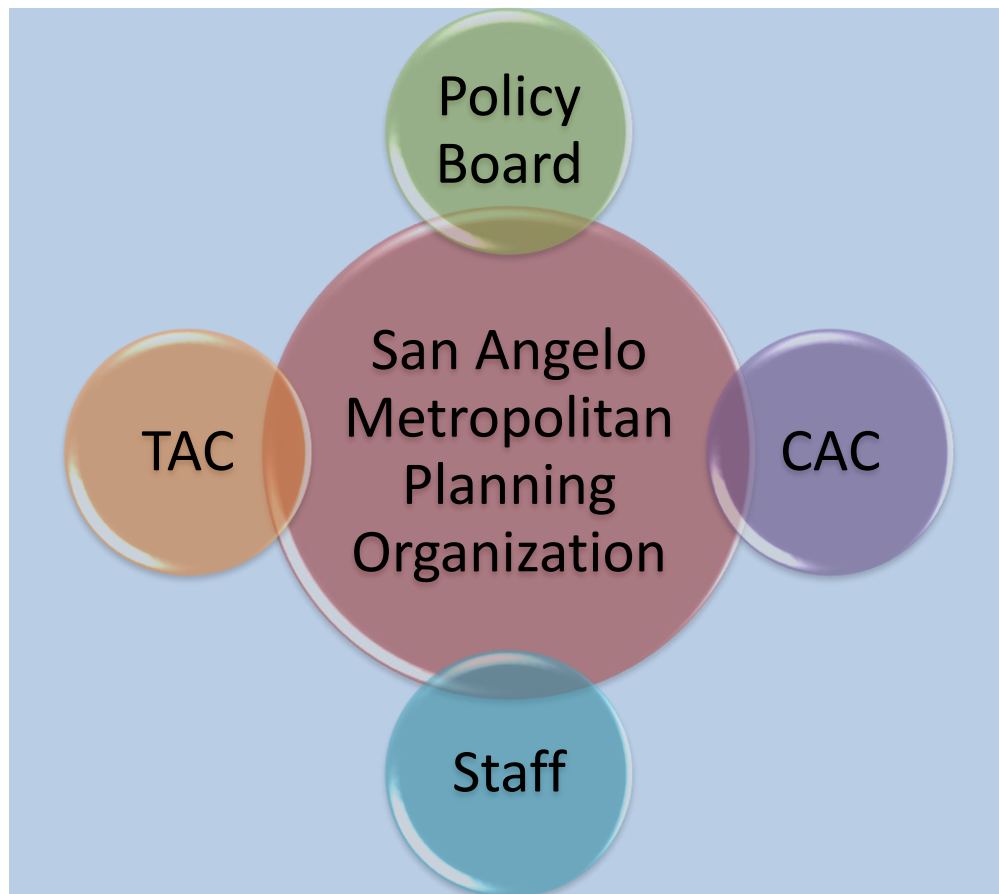 Policy
Board
San Angelo
Metropolitan
Planning
Organization
TAC
CAC
Staff